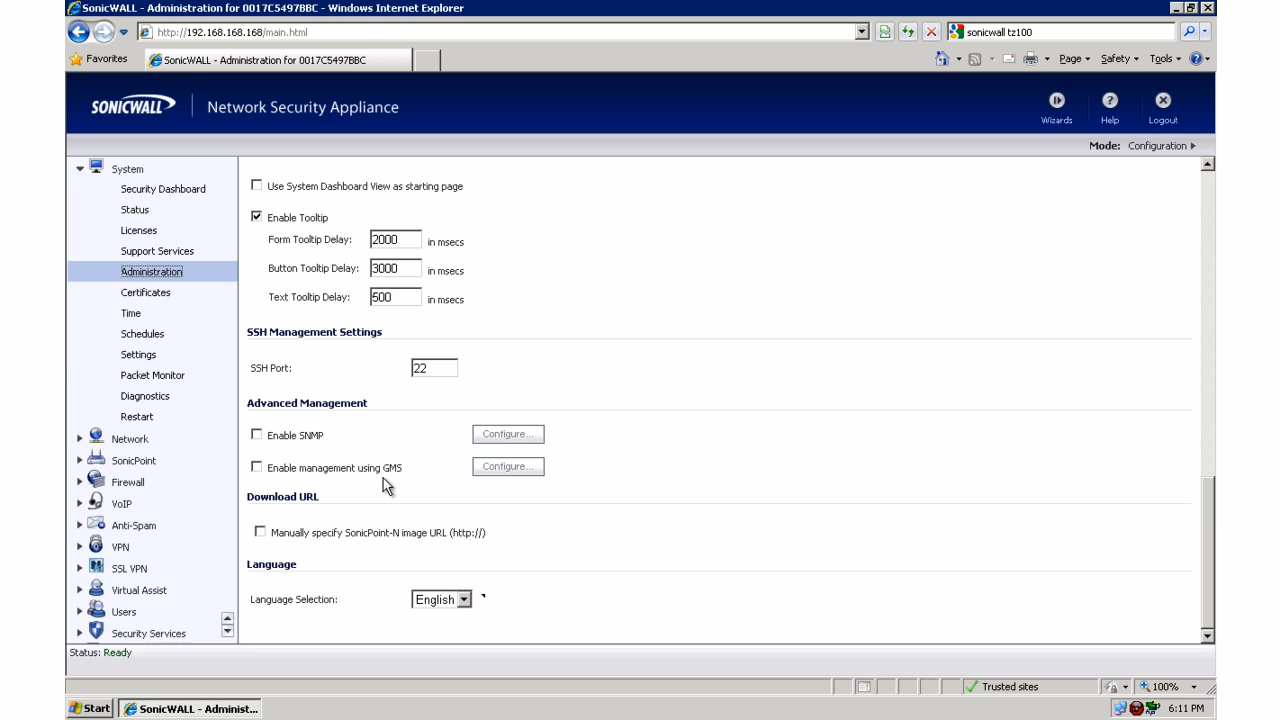 SonicWALL - Administration for 0017C5497BBC - Windows Internet Explorer
http://192.168.168.168/main.html
sonicwall tz100
Favorites
SonicWALL - Administration for 0017C5497BBC
Page
Safety
Tools
SONICWALL
Network Security Appliance
Wizards
Help
Logout
Mode: Configuration
System
Security Dashboard
Status
Licenses
Support Services
Administration
Certificates
Time
Schedules
Settings
Packet Monitor
Diagnostics
Restart
Network
SonicPoint
Firewall
VoIP
Anti-Spam
VPN
SSL VPN
Virtual Assist
Users
Security Services
Use System Dashboard View as starting page
Enable Tooltip
Form Tooltip Delay: 2000 in msecs
Button Tooltip Delay: 3000 in msecs
Text Tooltip Delay: 500 in msecs
SSH Management Settings
SSH Port: 22
Advanced Management
Enable SNMP Configure...
Enable management using GMS Configure...
Download URL
Manually specify SonicPoint-N image URL (http://)
Language
Language Selection: English
Status: Ready
Trusted sites
100%
Start
SonicWALL - Administ...
6:11 PM